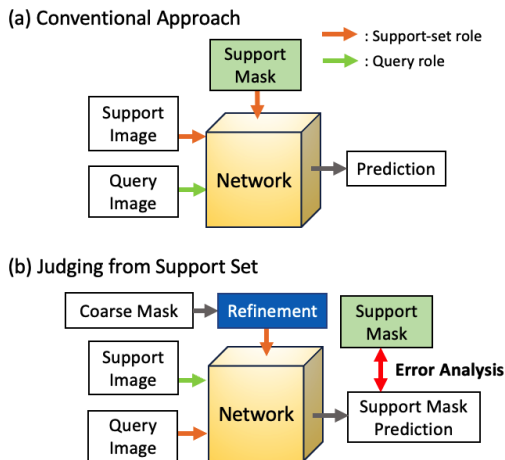 (a) Conventional Approach
: Support-set role
: Query role
Support
Mask
Support
Image
Query
Image
Network
Prediction
(b) Judging from Support Set
Coarse Mask
Refinement
Support
Mask
Support
Image
Error Analysis
Network
Query
Image
Support Mask
Prediction